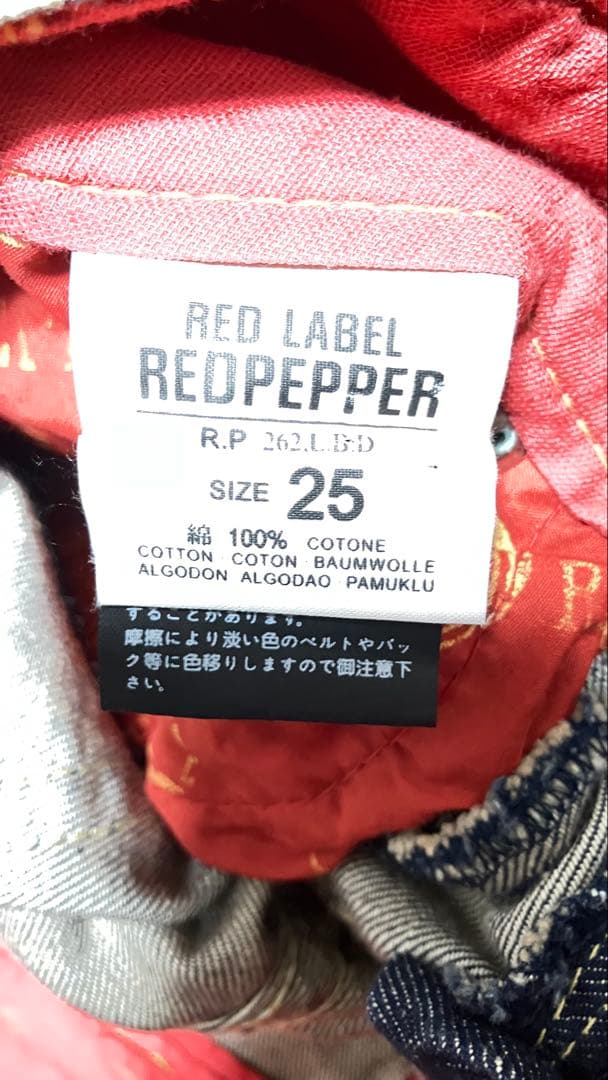 RED LABEL
REDPEPPER
R.P 262.U.B.D
SIZE 25
綿 100% COTONE
COTTON · COTON · BAUMWOLLE
ALGODON ALGODAO · PAMUKLU
することがあります。
摩擦により淡い色のベルトやバッ
ク等に色移りしますので御注意下
さい。